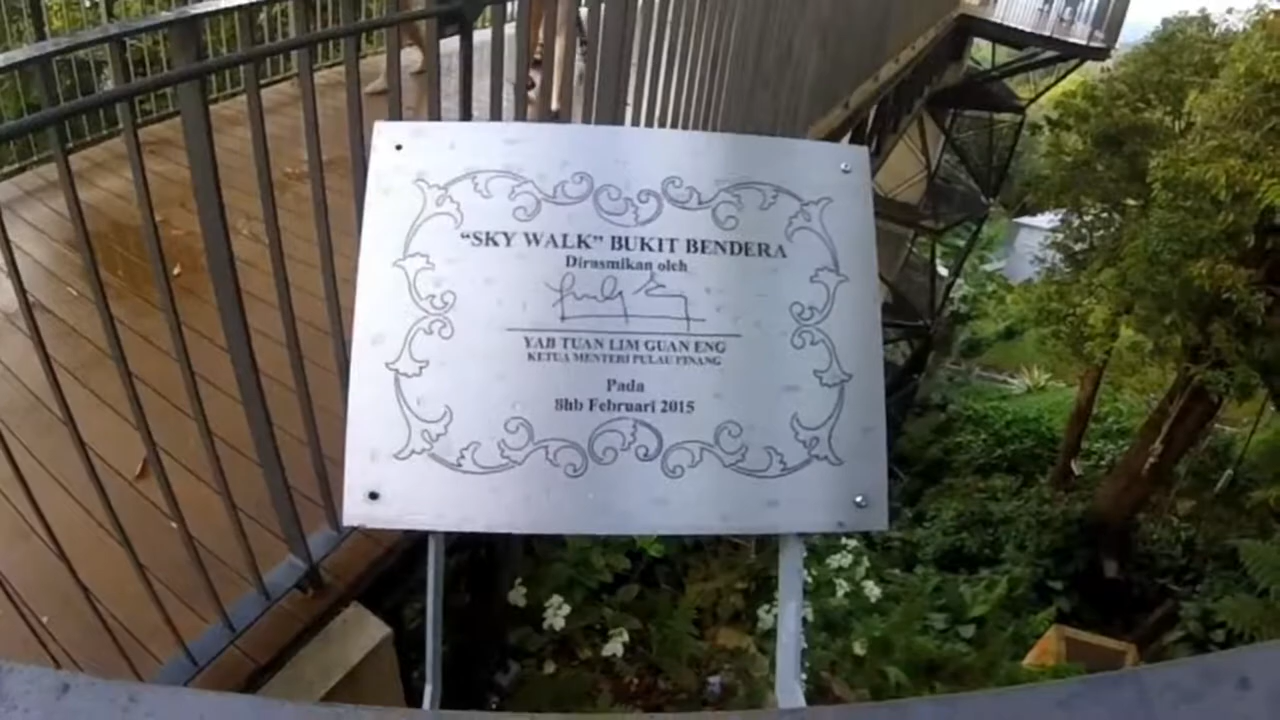 “SKY WALK” BUKIT BENDERA
Dirasmikan oleh
YAB TUAN LIM GUAN ENG
KETUA MENTERI PULAU PINANG
Pada
8hb Februari 2015